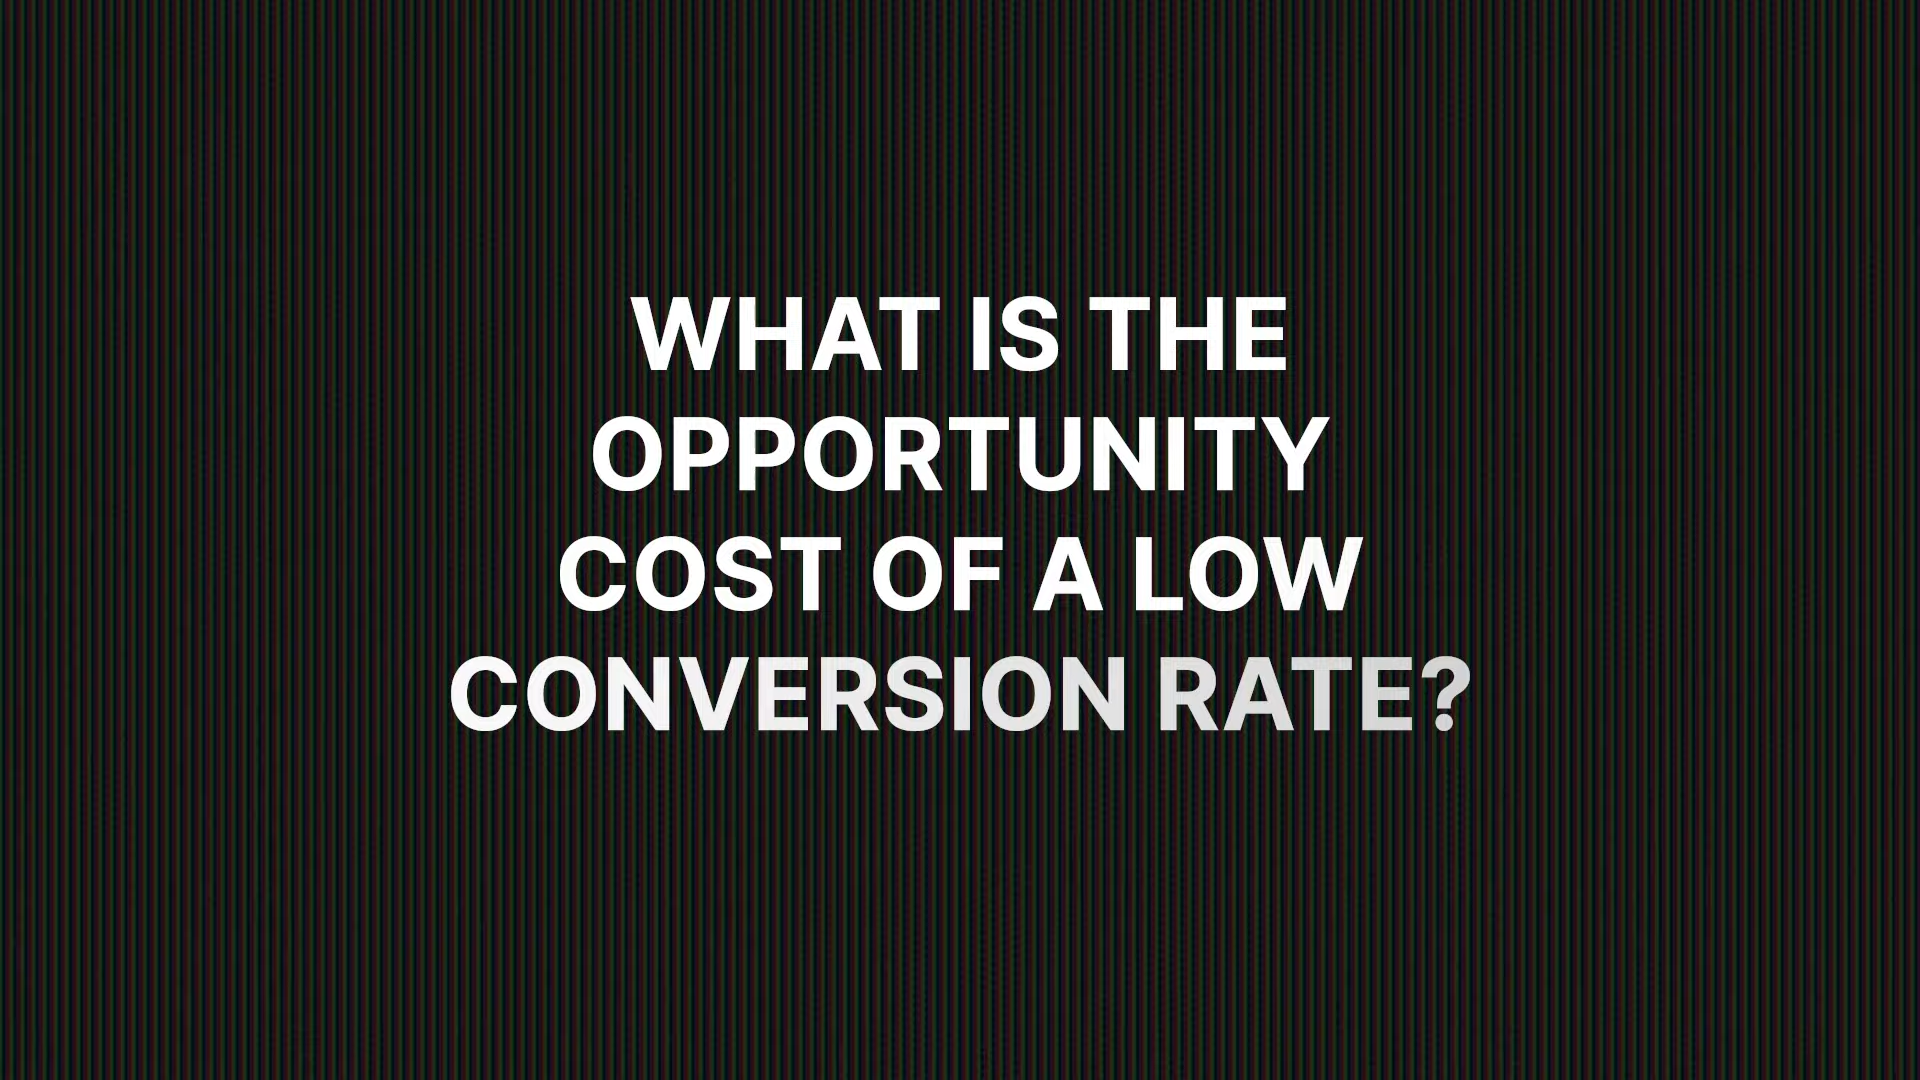 WHAT IS THE
OPPORTUNITY
COST OF A LOW
CONVERSION RATE?